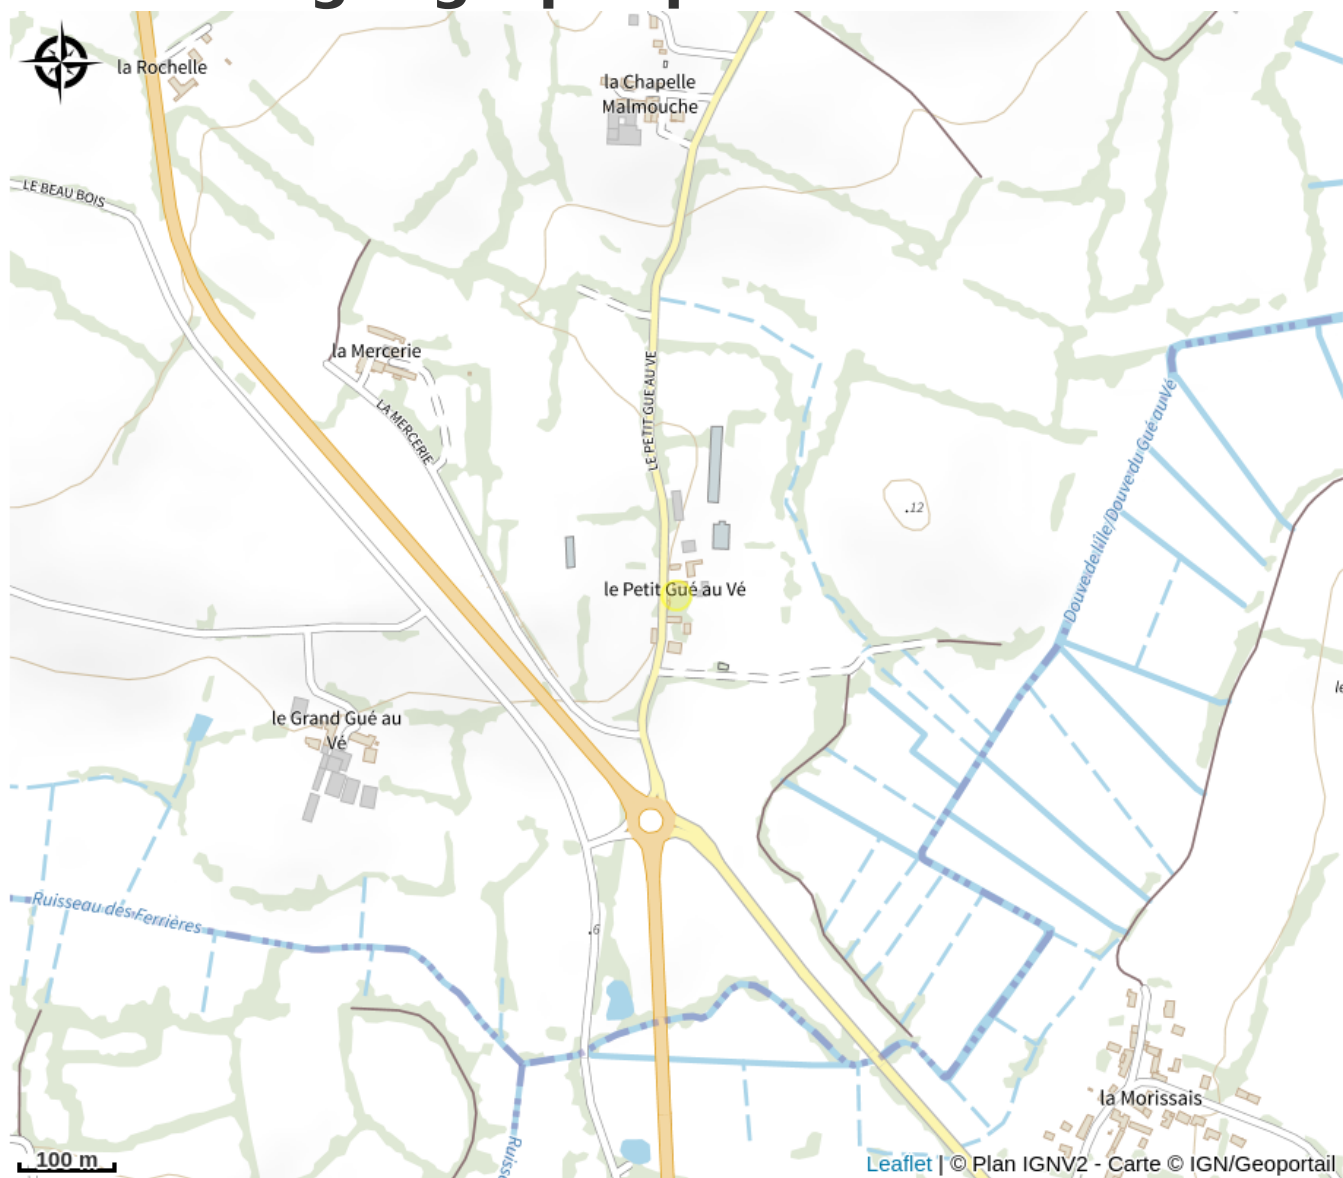 la Rochelle
la Chapelle
Malmouche
LE BEAU BOIS
la Mercerie
LA MERCERIE
LE PETIT GUE AU VE
Douve de l'île/Douve du Gué au Vé
.12
le Petit Gué au Vé
le Grand Gué au
Vé
Ruisseau des Ferrières
.6
la Morissais
100 m
Leaflet | © Plan IGNV2 - Carte © IGN/Geoportail